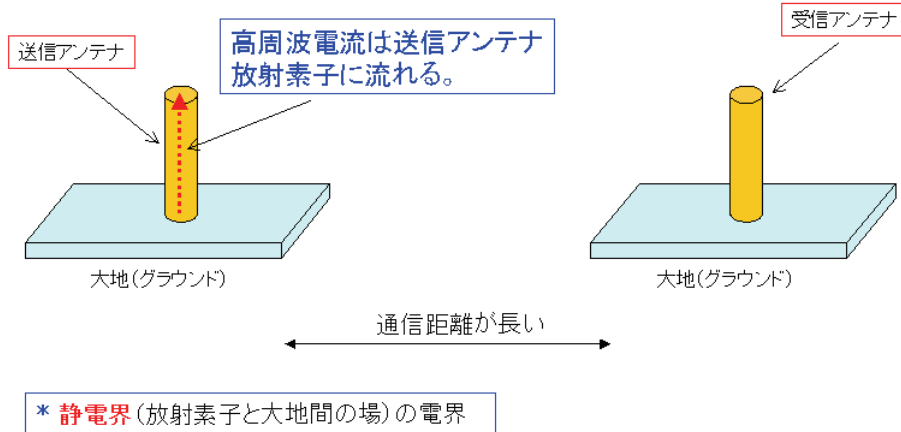 送信アンテナ
高周波電流は送信アンテナ
放射素子に流れる。
受信アンテナ
大地(グラウンド)
大地(グラウンド)
通信距離が長い
* 静電界(放射素子と大地間の場)の電界